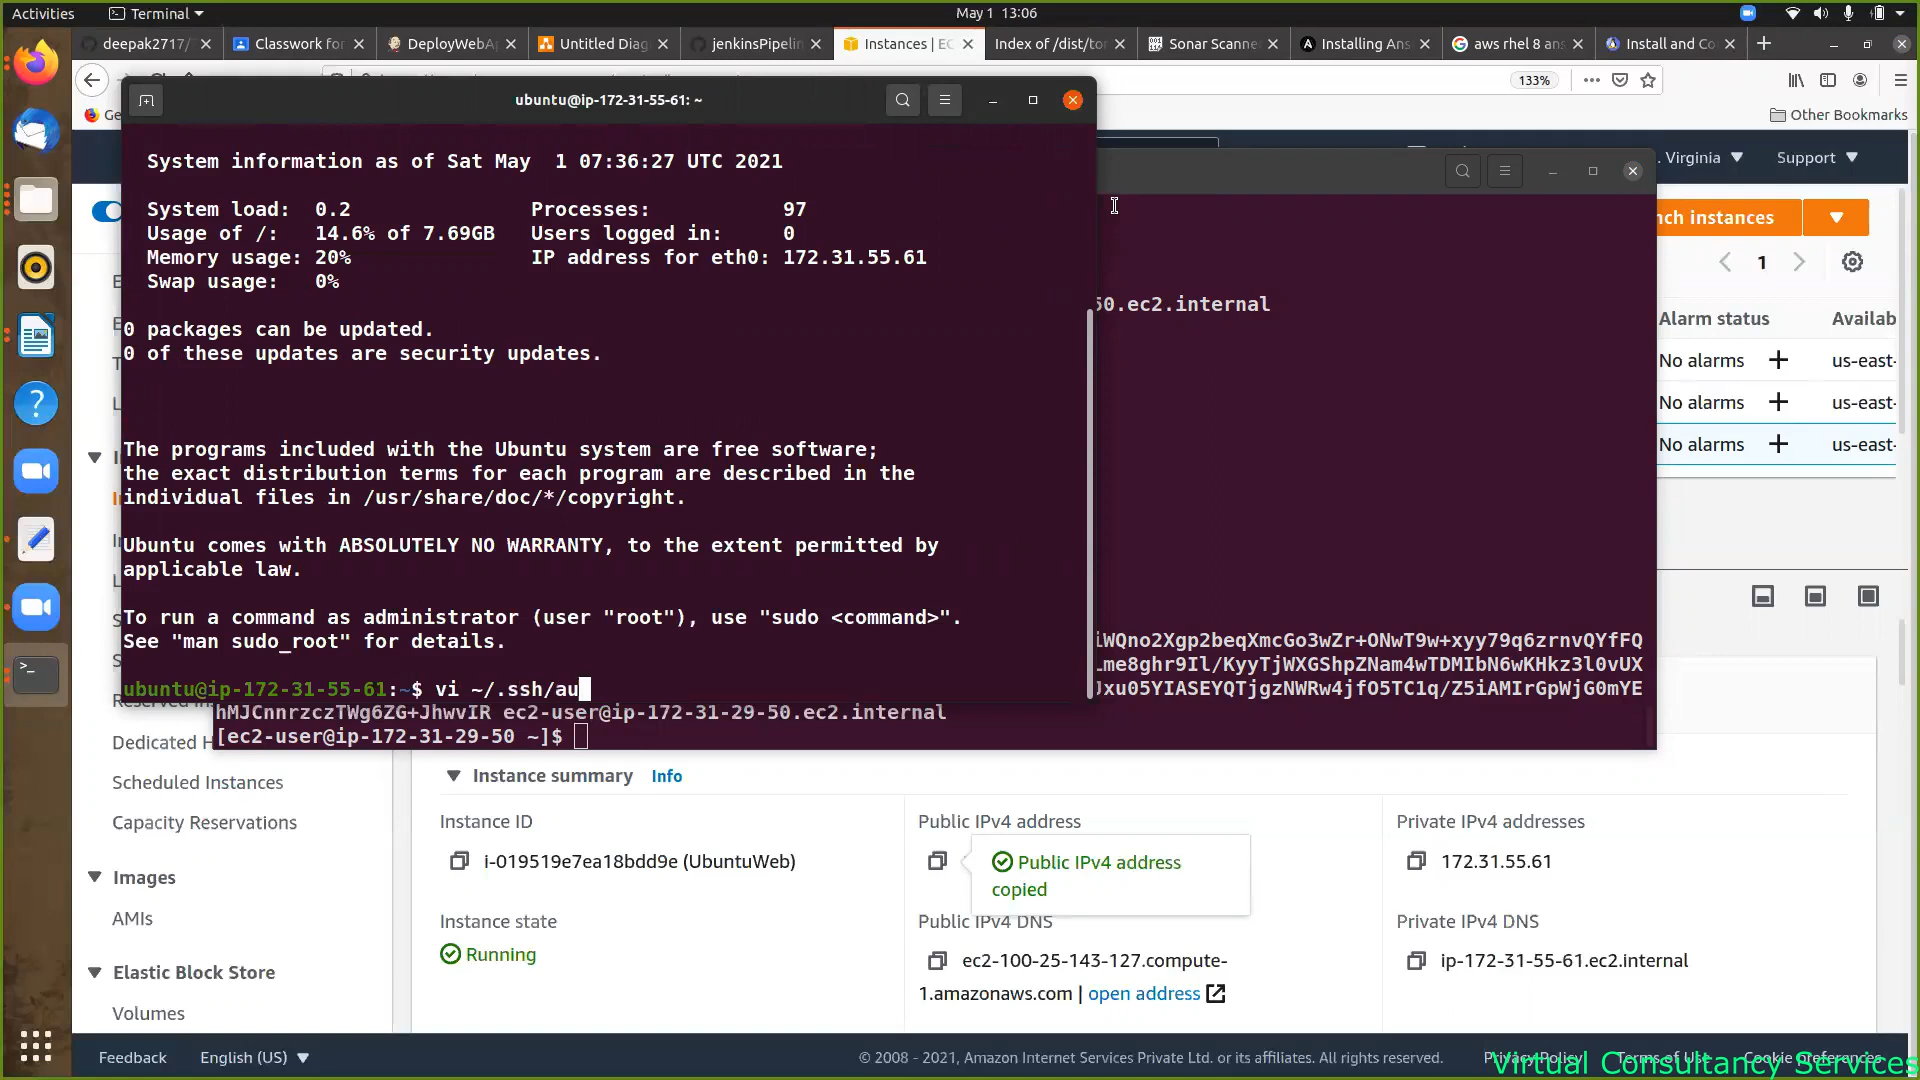 Activities
Terminal
May 1 13:06
deepak2717/
Classwork for
DeployWebA
Untitled Diag
jenkinsPipelin
Instances | EC
Index of /dist/to
Sonar Scanne
Installing Ans
aws rhel 8 an
Install and Co
133%
Ge
Other Bookmarks
ubuntu@ip-172-31-55-61: ~
. Virginia
Support
System information as of Sat May  1 07:36:27 UTC 2021
System load:  0.2
Processes:           97
Usage of /:   14.6% of 7.69GB
Users logged in:     0
Memory usage: 20%
IP address for eth0: 172.31.55.61
Swap usage:   0%
nch instances
1
0 packages can be updated.
0 of these updates are security updates.
50.ec2.internal
Alarm status
Availab
No alarms
us-east-
No alarms
us-east-
No alarms
us-east-
The programs included with the Ubuntu system are free software;
the exact distribution terms for each program are described in the
individual files in /usr/share/doc/*/copyright.
Ubuntu comes with ABSOLUTELY NO WARRANTY, to the extent permitted by
applicable law.
To run a command as administrator (user "root"), use "sudo <command>".
See "man sudo_root" for details.
iWQno2Xgp2beqXmcGo3wZr+ONwT9w+xyy79q6zrnvQYfFQ
me8ghr9Il/KyyTjWXGShpZNam4wTDMIbN6wKHkz3l0vUX
Jxu05YIASEYQTjgzNWRw4jfO5TC1q/Z5iAMIrGpWjG0mYE
ubuntu@ip-172-31-55-61:~$ vi ~/.ssh/au
hMJCnnrzczTWg6ZG+JhwvIR ec2-user@ip-172-31-29-50.ec2.internal
[ec2-user@ip-172-31-29-50 ~]$
Dedicated H
Scheduled Instances
Capacity Reservations
Images
AMIs
Elastic Block Store
Volumes
Instance summary
Info
Instance ID
Public IPv4 address
Private IPv4 addresses
i-019519e7ea18bdd9e (UbuntuWeb)
Public IPv4 address
copied
172.31.55.61
Instance state
Public IPv4 DNS
Private IPv4 DNS
Running
ec2-100-25-143-127.compute-
1.amazonaws.com | open address
ip-172-31-55-61.ec2.internal
Feedback
English (US)
© 2008 - 2021, Amazon Internet Services Private Ltd. or its affiliates. All rights reserved.
Privacy Policy
Terms of Use
Cookie preferences
Virtual Consultancy Services